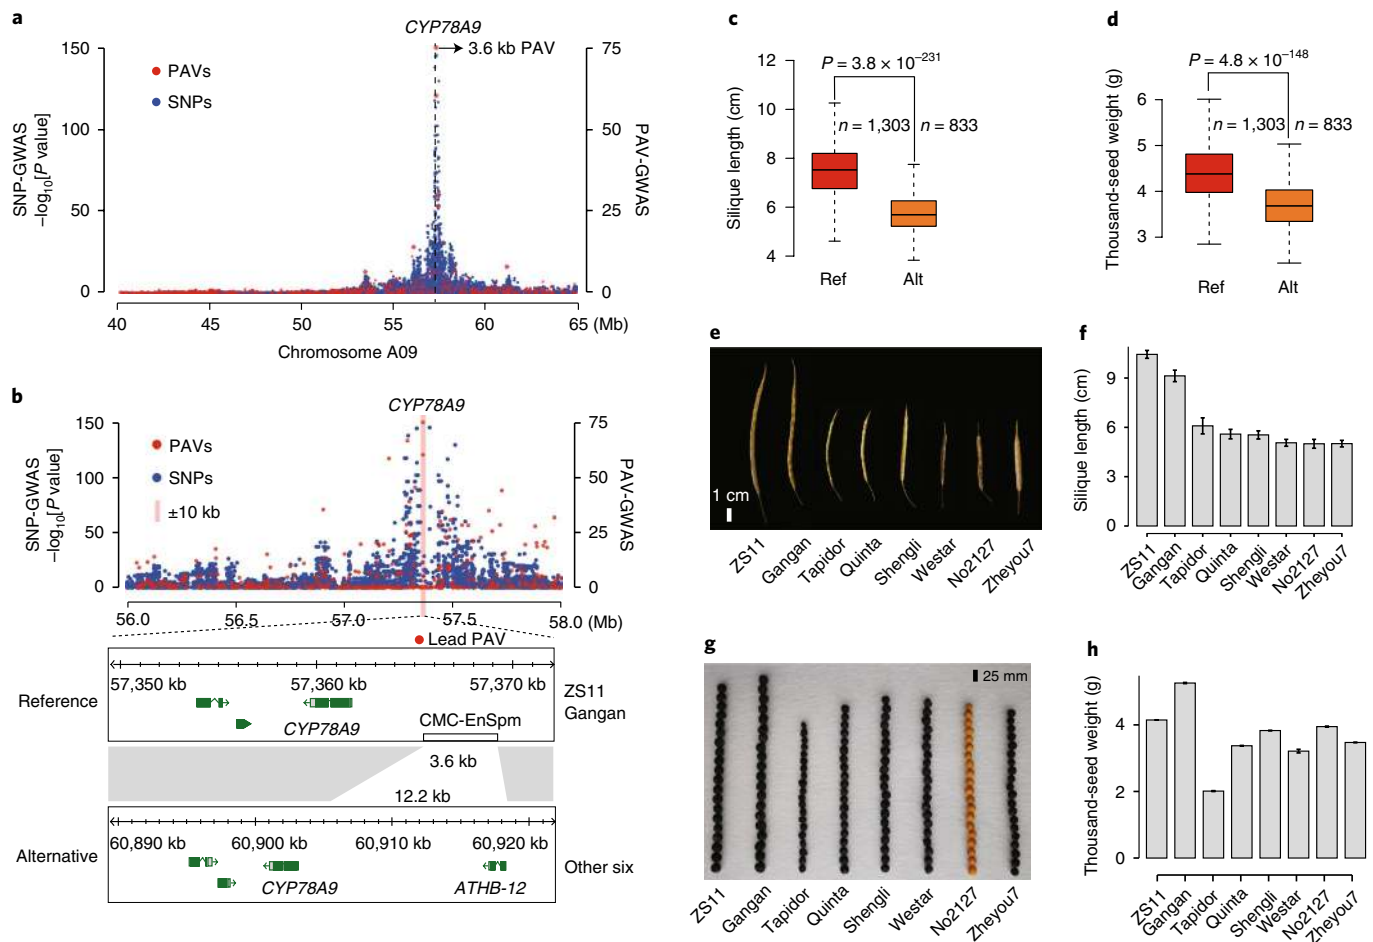 a
CYP78A9
3.6 kb PAV
PAVs
SNPs
SNP-GWAS
–log10[P value]
150
100
50
0
75
50
25
0
PAV-GWAS
40 45 50 55 60 65 (Mb)
Chromosome A09
b
CYP78A9
PAVs
SNPs
±10 kb
SNP-GWAS
–log10[P value]
150
100
50
0
75
50
25
0
PAV-GWAS
56.0 56.5 57.0 57.5 58.0 (Mb)
Lead PAV
Reference
57,350 kb 57,360 kb 57,370 kb
CYP78A9
CMC-EnSpm
ZS11
Gangan
3.6 kb
12.2 kb
Alternative
60,890 kb 60,900 kb 60,910 kb 60,920 kb
CYP78A9
ATHB-12
Other six
c
P = 3.8 × 10–231
n = 1,303 n = 833
Silique length (cm)
12
10
8
6
4
Ref Alt
d
P = 4.8 × 10–148
n = 1,303 n = 833
Thousand-seed weight (g)
6
5
4
3
Ref Alt
e
1 cm
ZS11 Gangan Tapidor Quinta Shengli Westar No2127 Zheyou7
f
Silique length (cm)
9
6
3
0
ZS11 Gangan Tapidor Quinta Shengli Westar No2127 Zheyou7
g
25 mm
ZS11 Gangan Tapidor Quinta Shengli Westar No2127 Zheyou7
h
Thousand-seed weight (g)
4
2
0
ZS11 Gangan Tapidor Quinta Shengli Westar No2127 Zheyou7